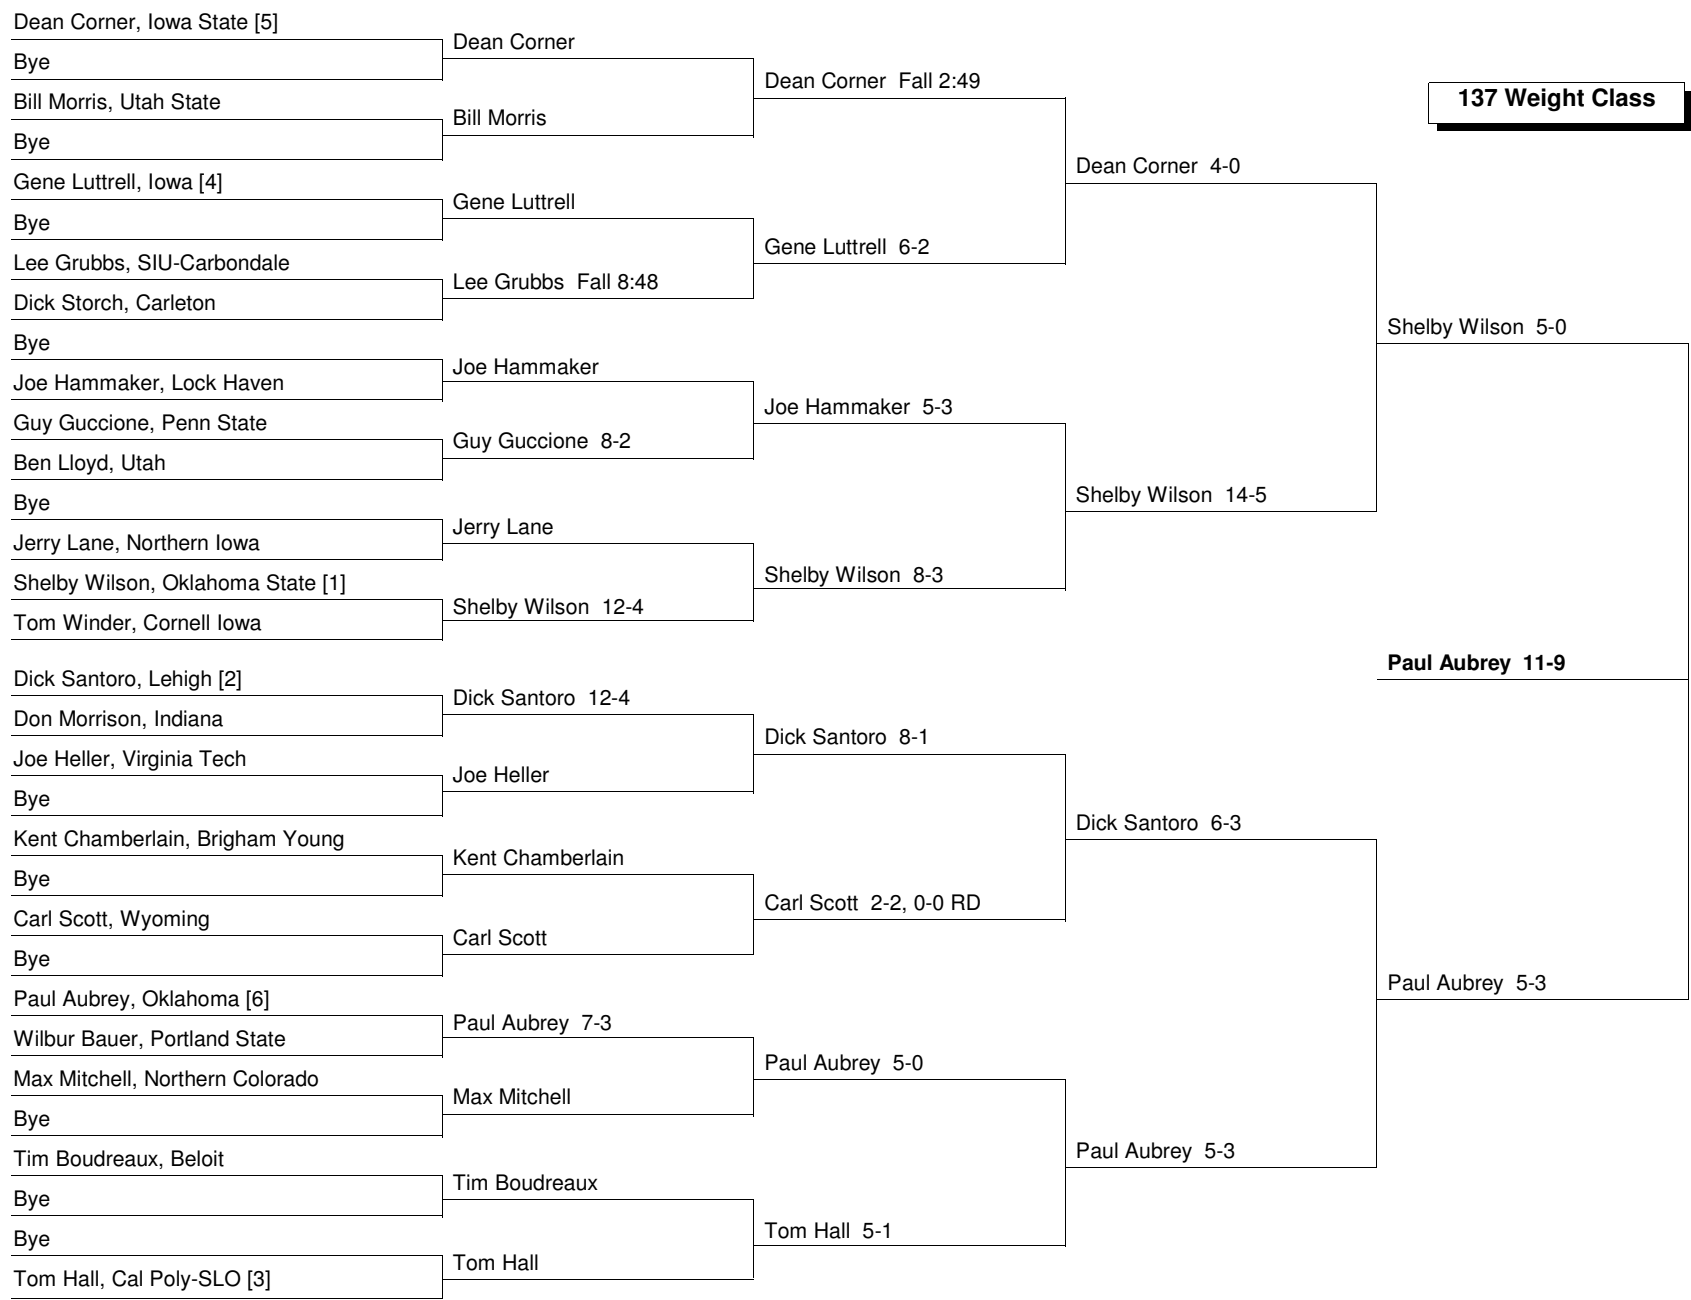 Dean Corner, Iowa State [5]
Bye
Bill Morris, Utah State
Bye
Gene Luttrell, Iowa [4]
Bye
Lee Grubbs, SIU-Carbondale
Dick Storch, Carleton
Bye
Joe Hammaker, Lock Haven
Guy Guccione, Penn State
Ben Lloyd, Utah
Bye
Jerry Lane, Northern Iowa
Shelby Wilson, Oklahoma State [1]
Tom Winder, Cornell Iowa
Dick Santoro, Lehigh [2]
Don Morrison, Indiana
Joe Heller, Virginia Tech
Bye
Kent Chamberlain, Brigham Young
Bye
Carl Scott, Wyoming
Bye
Paul Aubrey, Oklahoma [6]
Wilbur Bauer, Portland State
Max Mitchell, Northern Colorado
Bye
Tim Boudreaux, Beloit
Bye
Bye
Tom Hall, Cal Poly-SLO [3]
Dean Corner
Bill Morris
Gene Luttrell
Lee Grubbs  Fall 8:48
Joe Hammaker
Guy Guccione  8-2
Jerry Lane
Shelby Wilson  12-4
Dick Santoro  12-4
Joe Heller
Kent Chamberlain
Carl Scott
Paul Aubrey  7-3
Max Mitchell
Tim Boudreaux
Tom Hall
Dean Corner  Fall 2:49
Gene Luttrell  6-2
Joe Hammaker  5-3
Shelby Wilson  8-3
Dick Santoro  8-1
Carl Scott  2-2, 0-0 RD
Paul Aubrey  5-0
Tom Hall  5-1
Dean Corner  4-0
Shelby Wilson  14-5
Dick Santoro  6-3
Paul Aubrey  5-3
Shelby Wilson  5-0
Paul Aubrey  5-3
Paul Aubrey  11-9
137 Weight Class